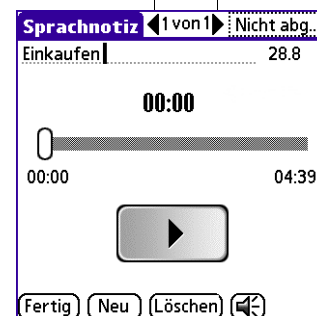 Sprachnotiz 1 von 1 Nicht abg...
Einkaufen 28.8
00:00
00:00 04:39
Fertig Neu Löschen